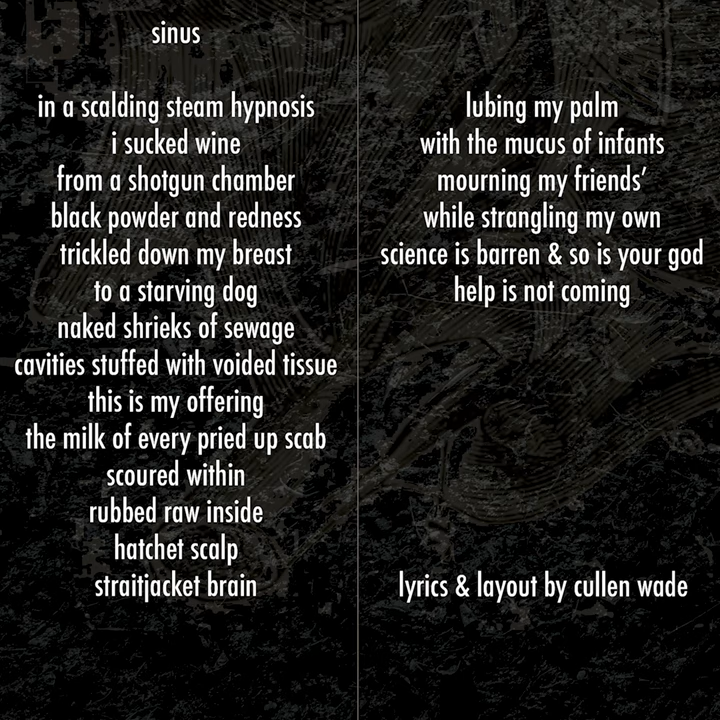 sinus
in a scalding steam hypnosis
i sucked wine
from a shotgun chamber
black powder and redness
trickled down my breast
to a starving dog
naked shrieks of sewage
cavities stuffed with voided tissue
this is my offering
the milk of every pried up scab
scoured within
rubbed raw inside
hatchet scalp
straitjacket brain
lubing my palm
with the mucus of infants
mourning my friends’
while strangling my own
science is barren & so is your god
help is not coming
lyrics & layout by cullen wade